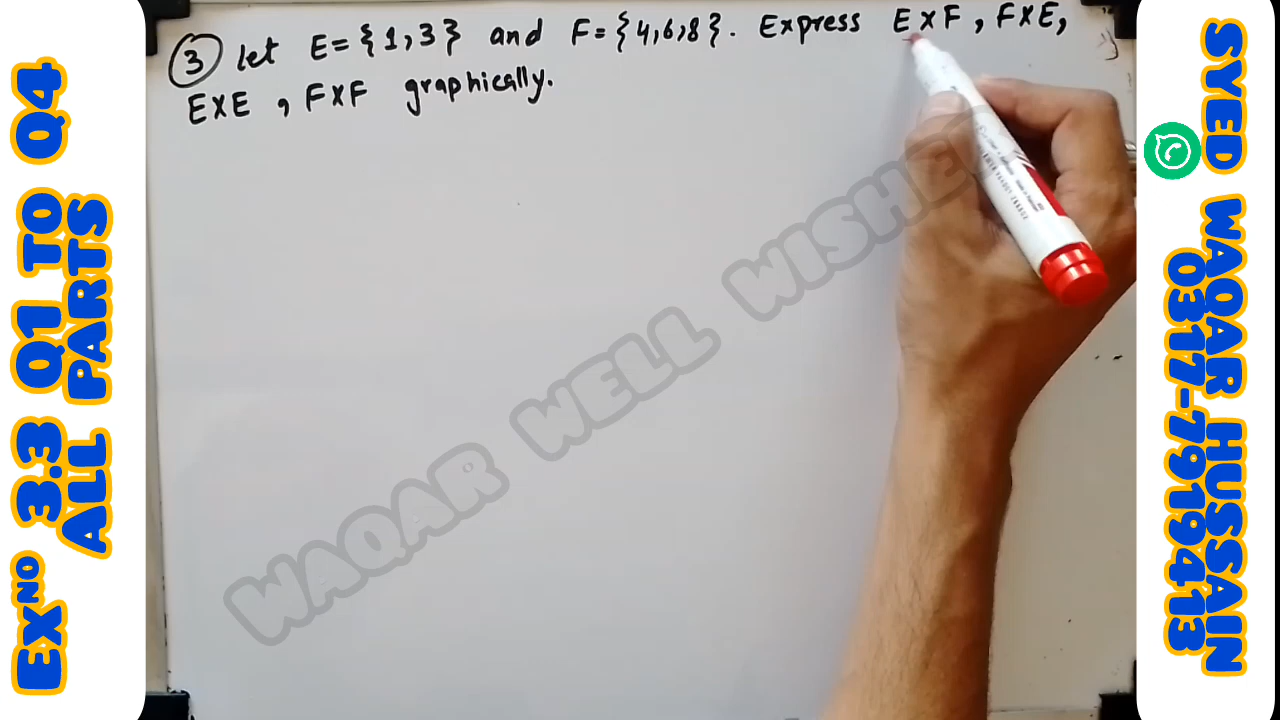 ③ let E = {1, 3} and F = {4, 6, 8}. Express E×F, F×E,
E×E, F×F graphically.
EXNO 3.3 Q1 TO Q4
ALL PARTS
SYED WAQAR HUSSAIN
0317-7919413
WAQAR WELL WISHE